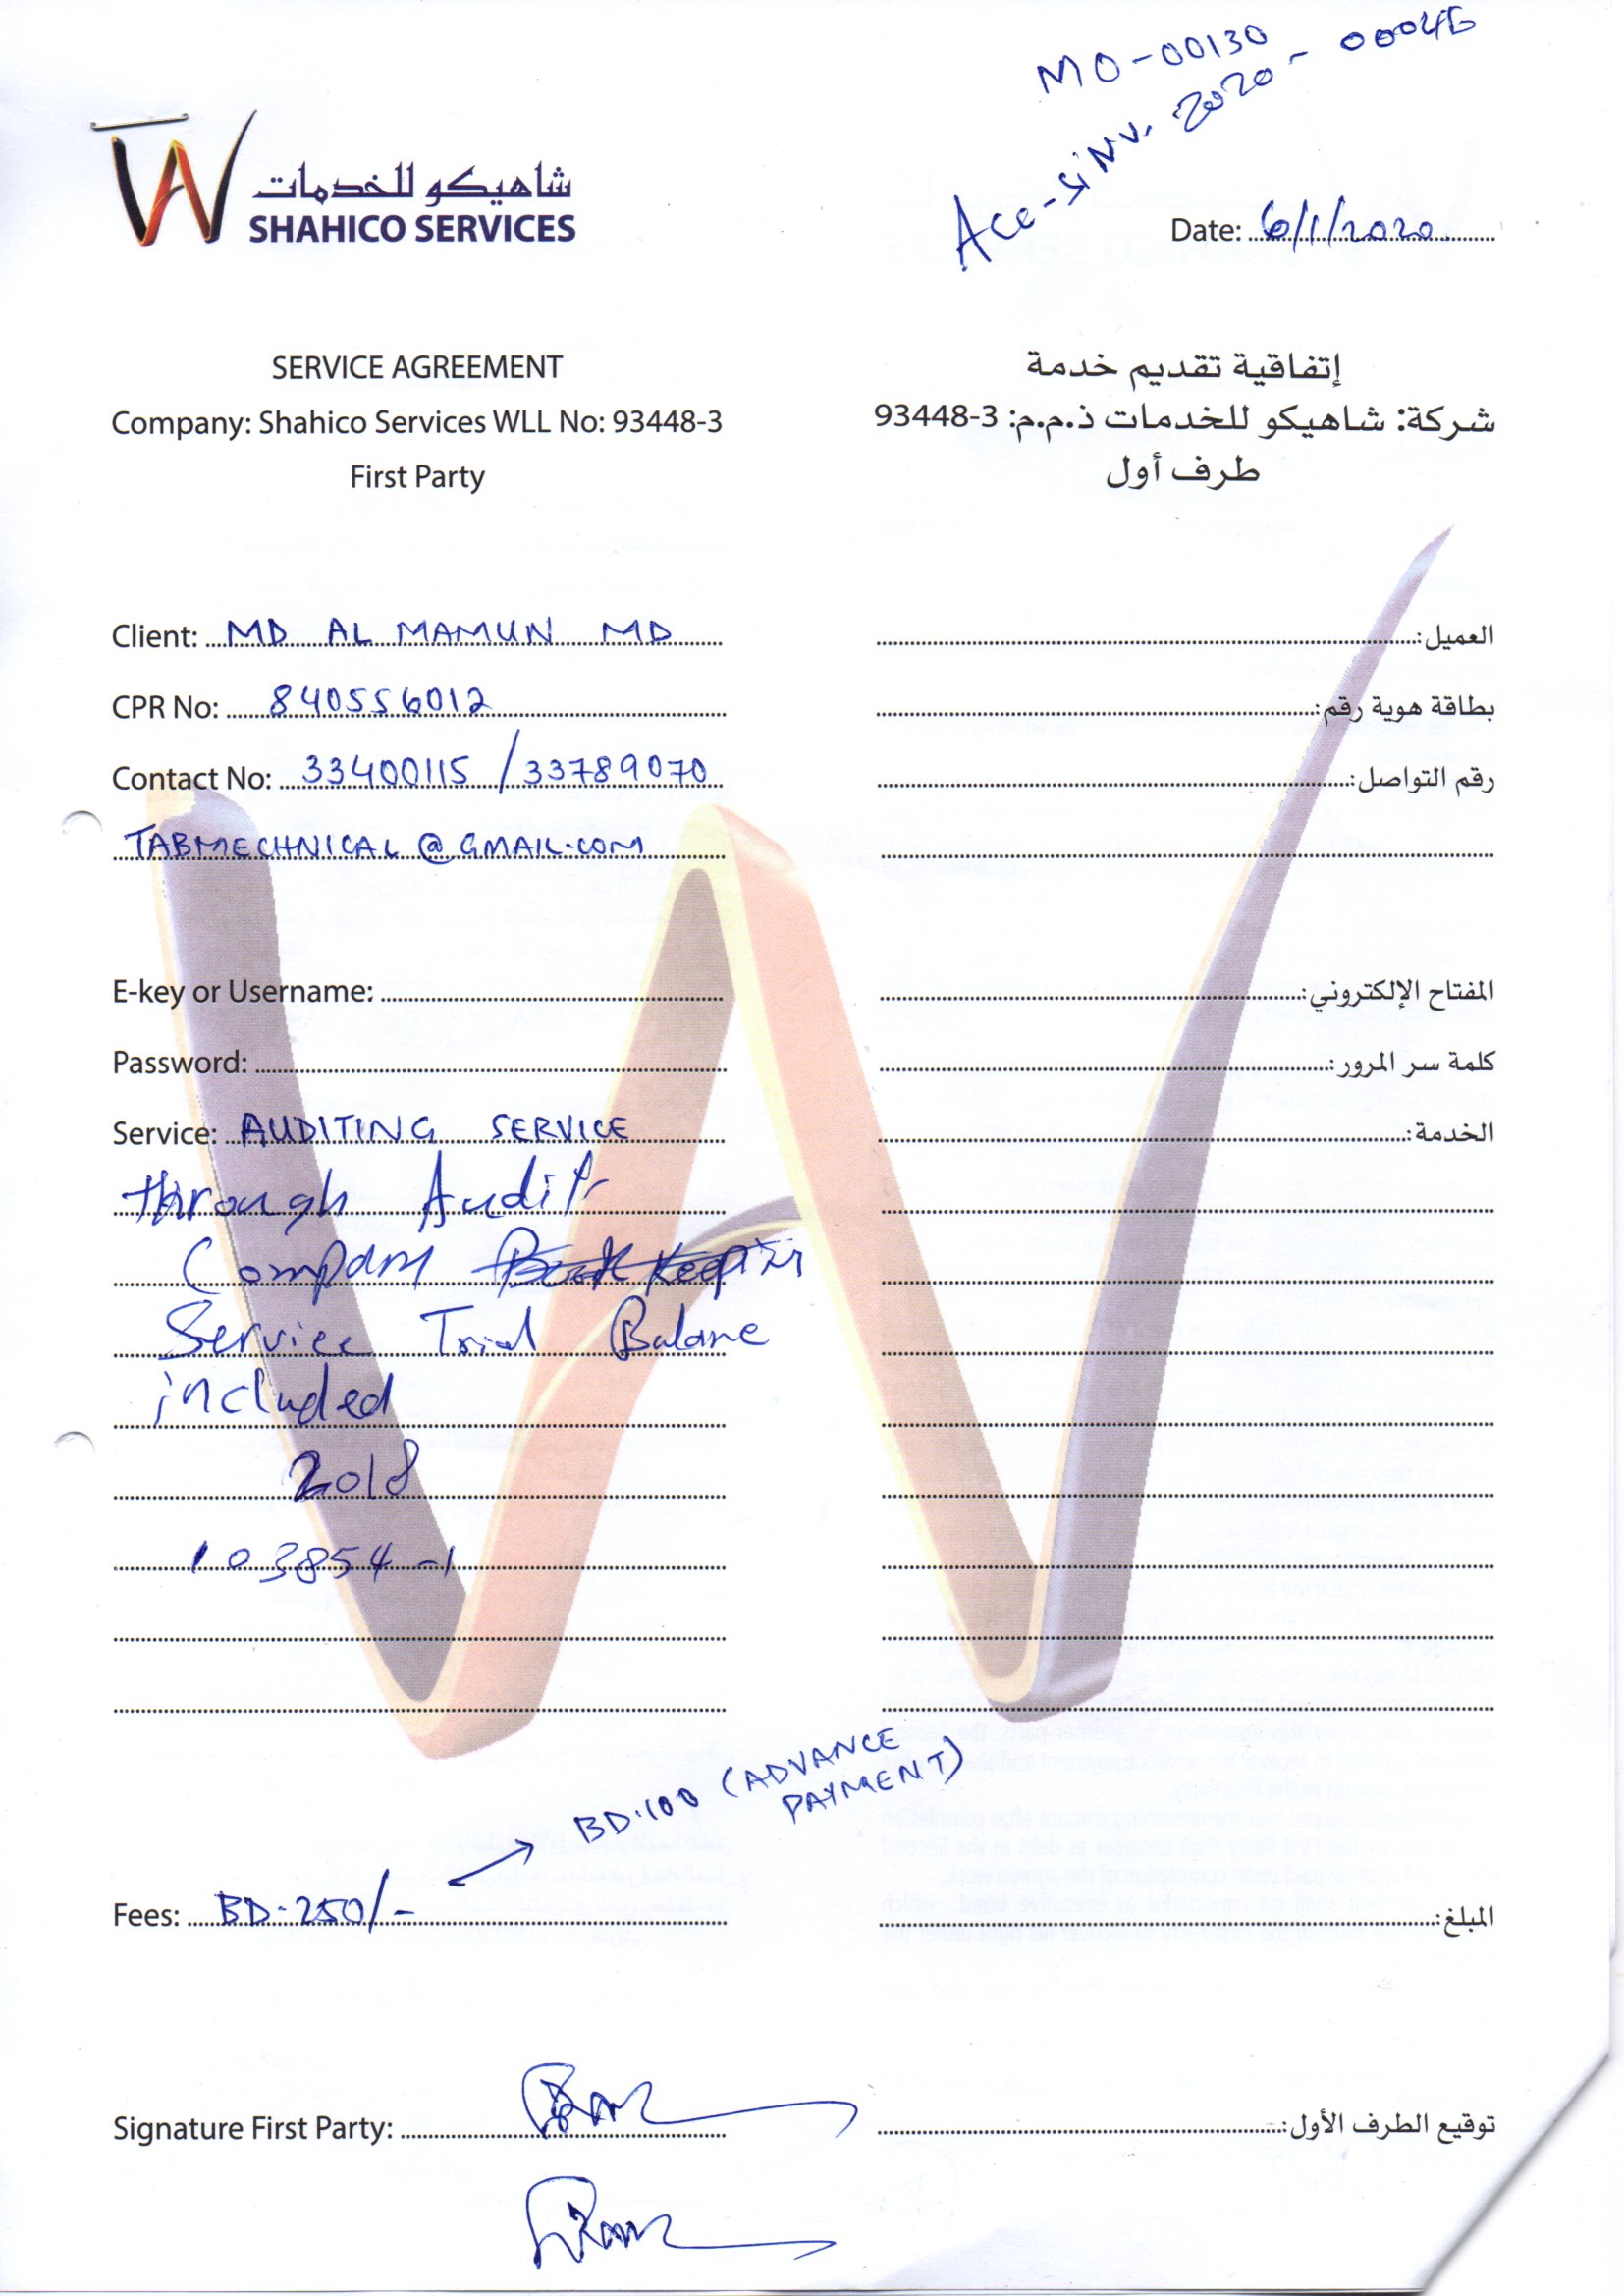 MO-00130
Acc-SINV. 2020 - 0004
شاهيكو للخدمات
SHAHICO SERVICES
Date: 6/1/2020
SERVICE AGREEMENT
إتفاقية تقديم خدمة
Company: Shahico Services WLL No: 93448-3
شركة: شاهيكو للخدمات ذ.م.م: 3-93448
First Party
طرف أول
Client: MD AL MAMUN MD
العميل:
CPR No: 840556012
بطاقة هوية رقم:
Contact No: 33400115 / 33789070
رقم التواصل:
TABMECHNICAL @ GMAIL.COM
E-key or Username:
المفتاح الإلكتروني:
Password:
كلمة سر المرور:
Service: AUDITING SERVICE
الخدمة:
through Audit
Company Book Keeping
Service Trial Balance
included
2018
103854-1
BD.100 (ADVANCE
PAYMENT)
Fees: BD.250/-
المبلغ:
Signature First Party:
توقيع الطرف الأول: